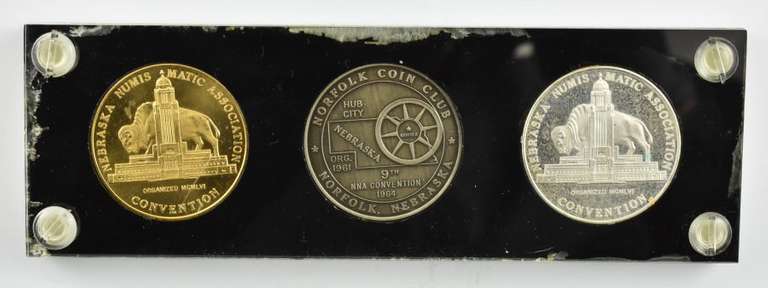 NEBRASKA NUMISMATIC ASSOCIATION
ORGANIZED MCMLVI
CONVENTION
NORFOLK COIN CLUB
HUB
CITY
NEBRASKA
ORG.
1961
9TH
NNA CONVENTION
1964
NORFOLK, NEBRASKA
NEBRASKA NUMISMATIC ASSOCIATION
ORGANIZED MCMLVI
CONVENTION